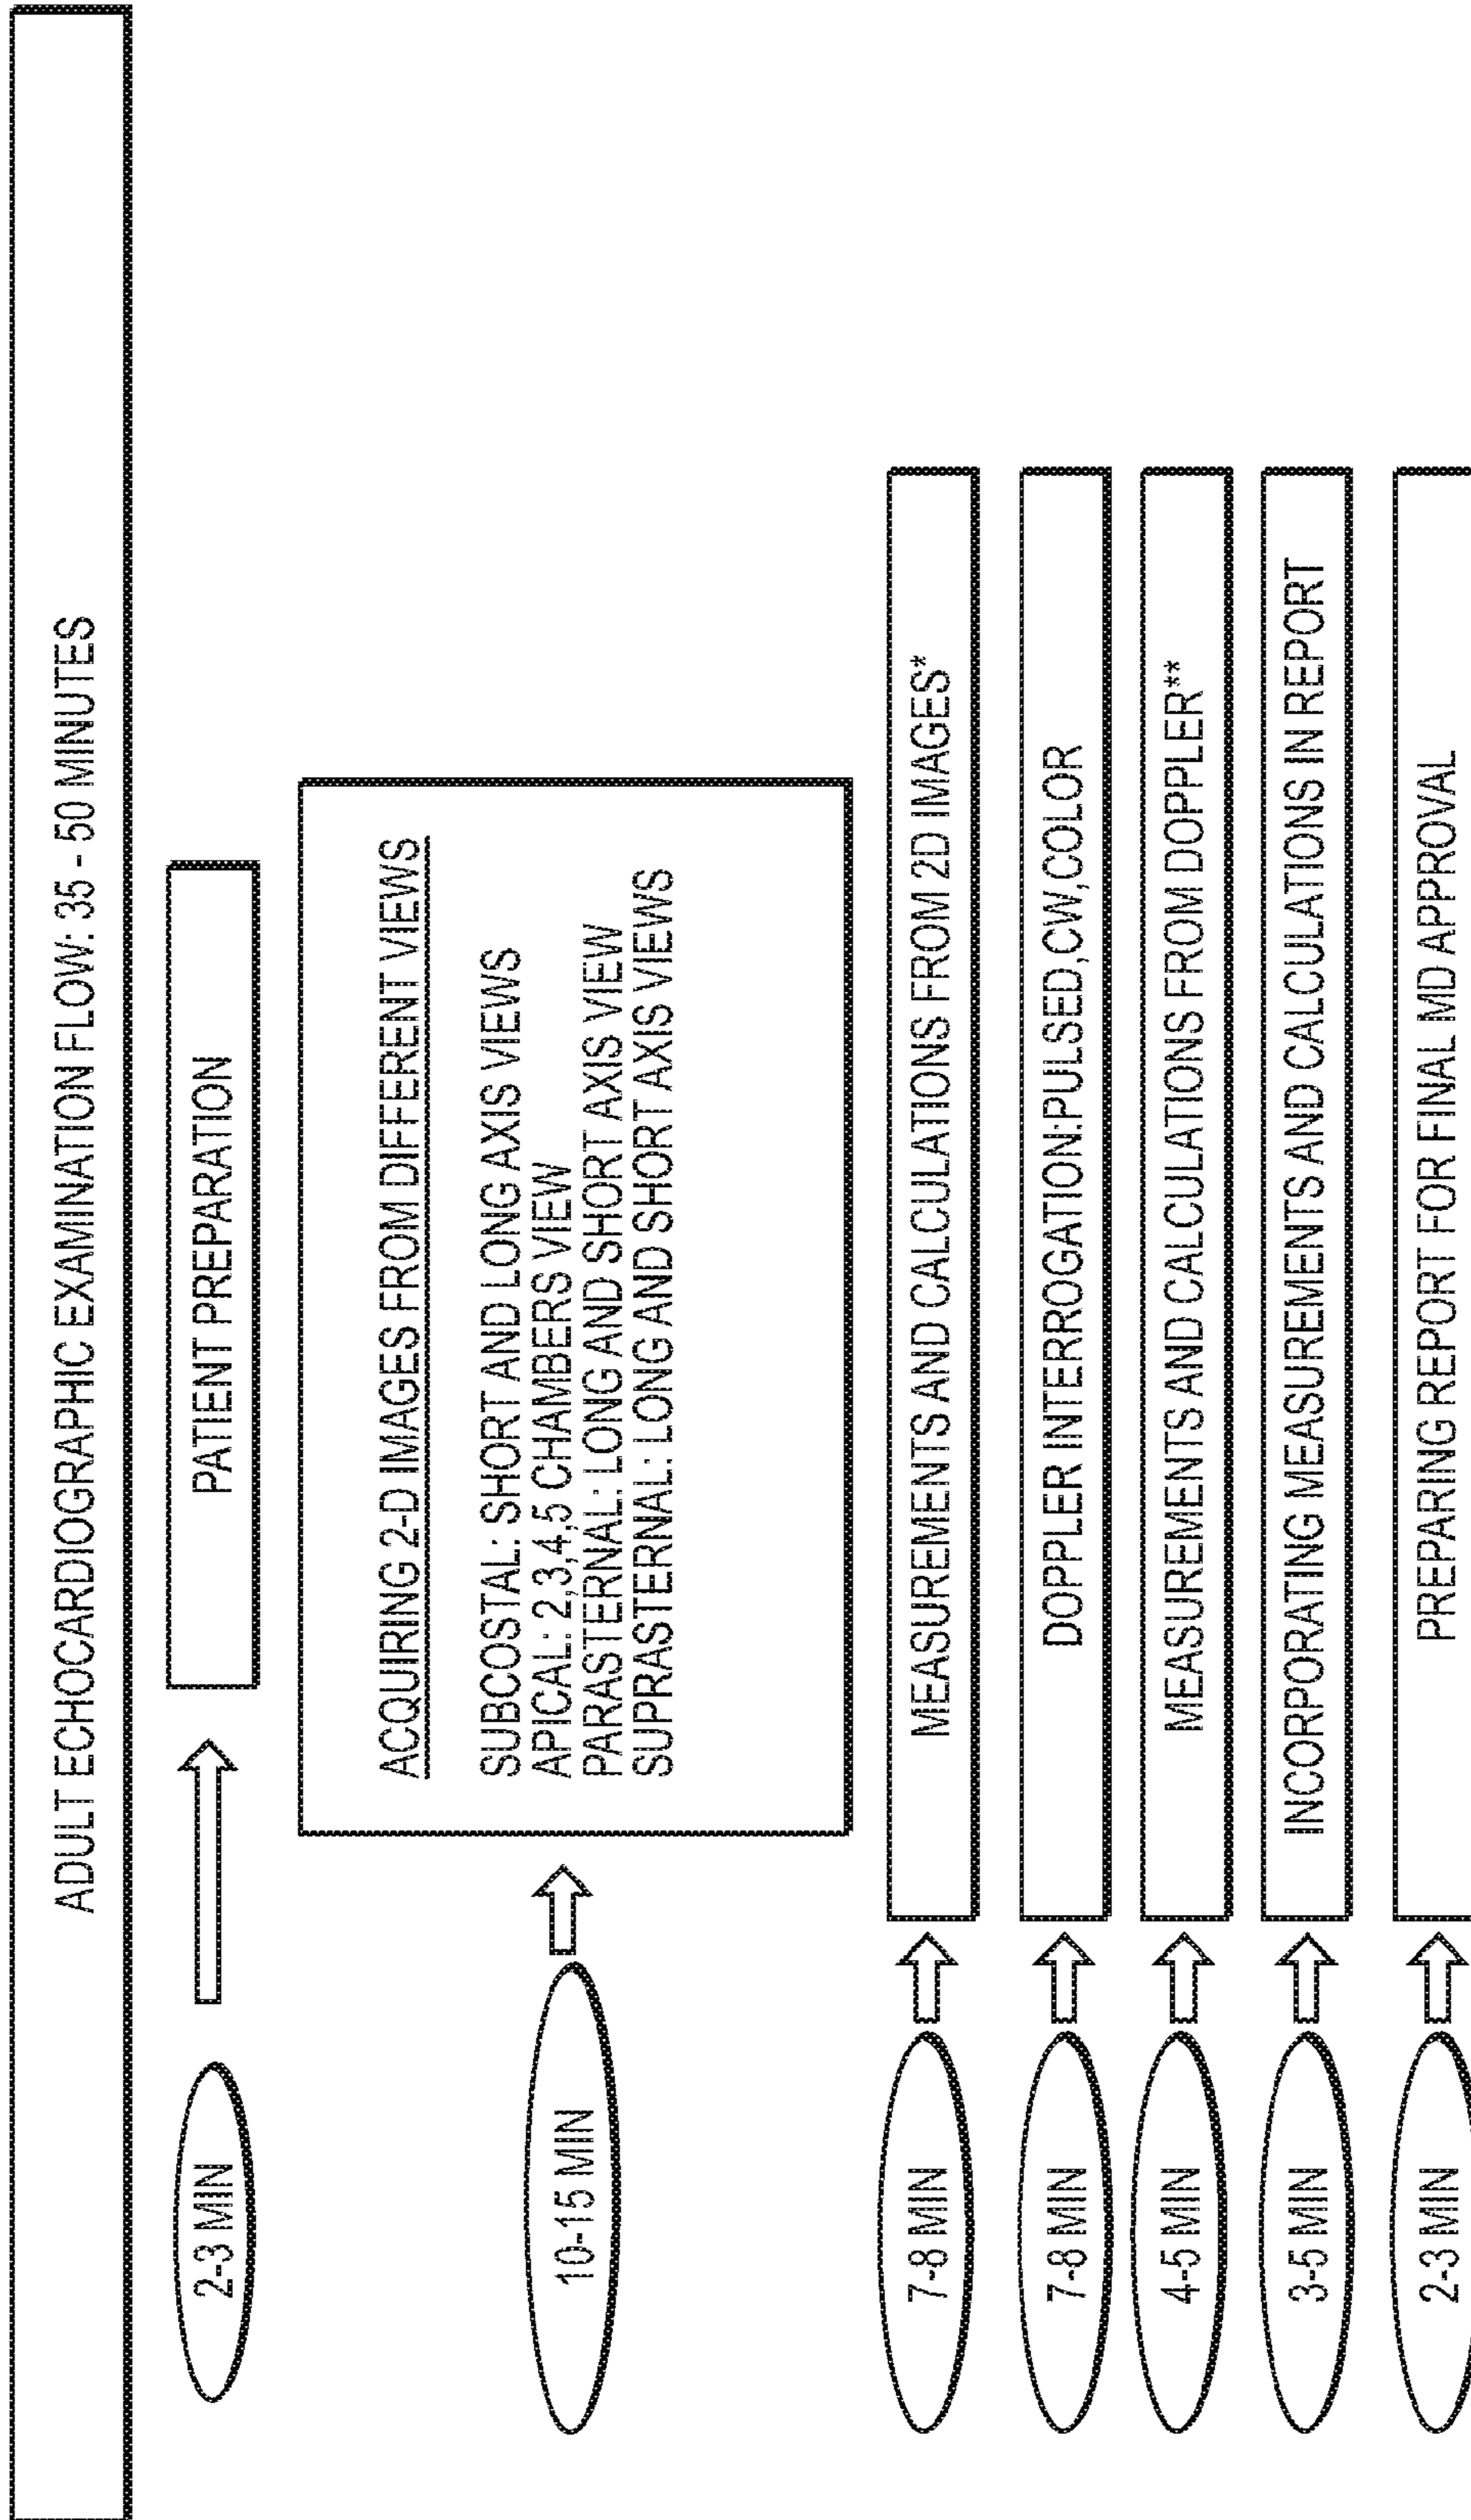 ADULT ECHOCARDIOGRAPHIC EXAMINATION FLOW: 35 - 50 MINUTES
2-3 MIN
PATIENT PREPARATION
10-15 MIN
ACQUIRING 2-D IMAGES FROM DIFFERENT VIEWS
SUBCOSTAL: SHORT AND LONG AXIS VIEWS
APICAL: 2,3,4,5 CHAMBERS VIEW
PARASTERNAL: LONG AND SHORT AXIS VIEW
SUPRASTERNAL: LONG AND SHORT AXIS VIEWS
7-8 MIN
MEASUREMENTS AND CALCULATIONS FROM 2D IMAGES*
7-8 MIN
DOPPLER INTERROGATION:PULSED,CW,COLOR
4-5 MIN
MEASUREMENTS AND CALCULATIONS FROM DOPPLER**
3-5 MIN
INCORPORATING MEASUREMENTS AND CALCULATIONS IN REPORT
2-3 MIN
PREPARING REPORT FOR FINAL MD APPROVAL